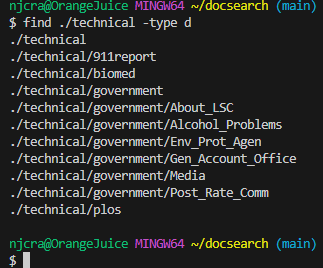 njcra@OrangeJuice MINGW64 ~/docsearch (main)
$ find ./technical -type d
./technical
./technical/911report
./technical/biomed
./technical/government
./technical/government/About_LSC
./technical/government/Alcohol_Problems
./technical/government/Env_Prot_Agen
./technical/government/Gen_Account_Office
./technical/government/Media
./technical/government/Post_Rate_Comm
./technical/plos
njcra@OrangeJuice MINGW64 ~/docsearch (main)
$